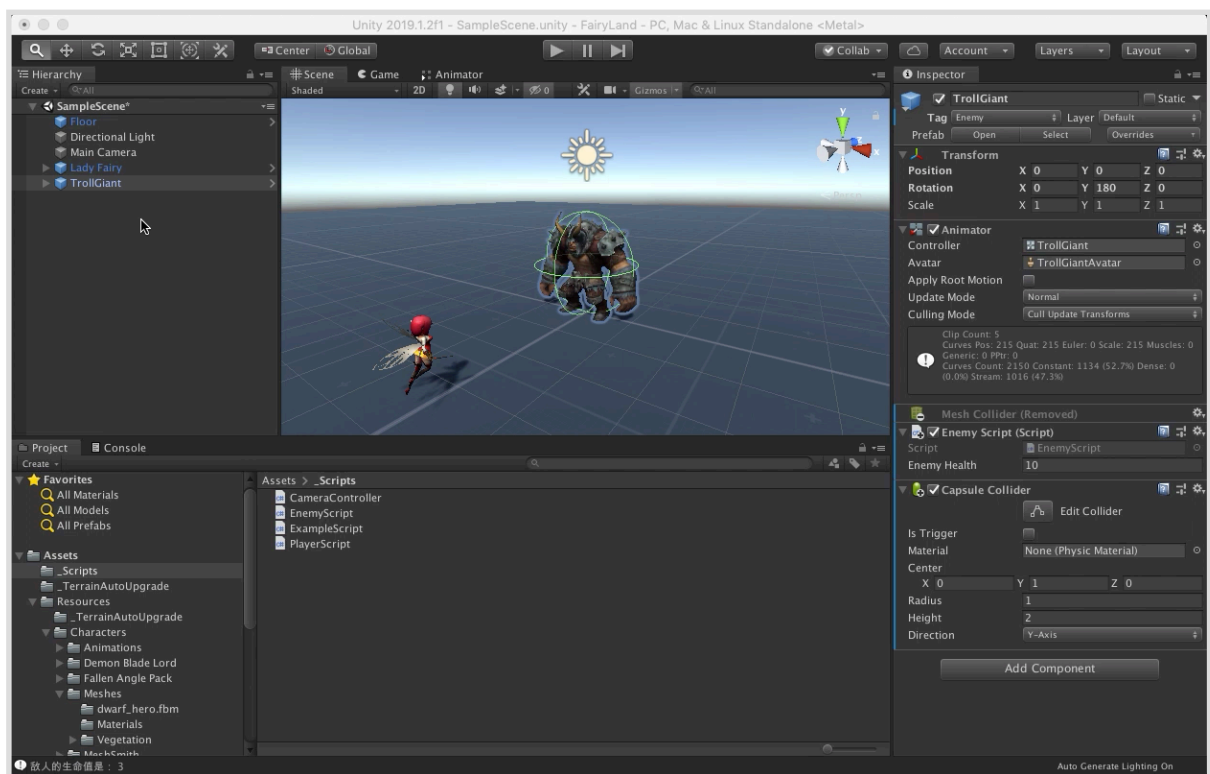 Unity 2019.1.2f1 - SampleScene.unity - FairyLand - PC, Mac & Linux Standalone <Metal>
Center Global Collab Account Layers Layout
Hierarchy
Create All
SampleScene*
Floor
Directional Light
Main Camera
Lady Fairy
TrollGiant
Scene Game Animator
Shaded 2D 0 Gizmos All
y
x
Persp
Inspector
TrollGiant Static
Tag Enemy Layer Default
Prefab Open Select Overrides
Transform
Position X 0 Y 0 Z 0
Rotation X 0 Y 180 Z 0
Scale X 1 Y 1 Z 1
Animator
Controller TrollGiant
Avatar TrollGiantAvatar
Apply Root Motion
Update Mode Normal
Culling Mode Cull Update Transforms
Clip Count: 5
Curves Pos: 215 Quat: 215 Euler: 0 Scale: 215 Muscles: 0
Generic: 0 PPtr: 0
Curves Count: 2150 Constant: 1134 (52.7%) Dense: 0
(0.0%) Stream: 1016 (47.3%)
Mesh Collider (Removed)
Enemy Script (Script)
Script EnemyScript
Enemy Health 10
Capsule Collider
Edit Collider
Is Trigger
Material None (Physic Material)
Center
X 0 Y 1 Z 0
Radius 1
Height 2
Direction Y-Axis
Add Component
Project Console
Create
Favorites
All Materials
All Models
All Prefabs
Assets
_Scripts
_TerrainAutoUpgrade
Resources
_TerrainAutoUpgrade
Characters
Animations
Demon Blade Lord
Fallen Angle Pack
Meshes
dwarf_hero.fbm
Materials
Vegetation
MeshSmith
Assets > _Scripts
CameraController
EnemyScript
ExampleScript
PlayerScript
敌人的生命值是：3
Auto Generate Lighting On